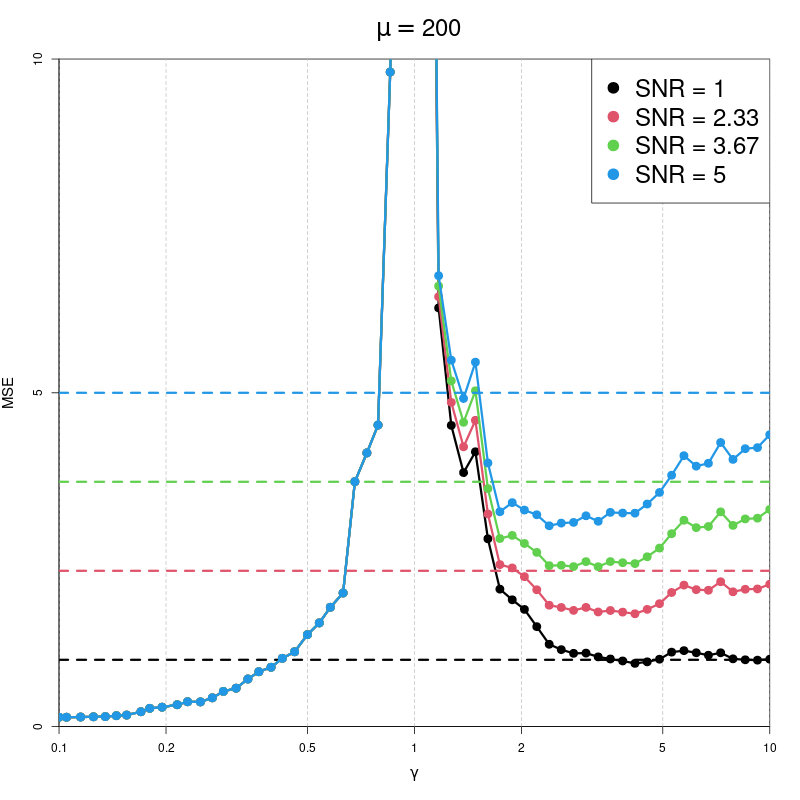 μ = 200
SNR = 1
SNR = 2.33
SNR = 3.67
SNR = 5
10
5
0
MSE
0.1 0.2 0.5 1 2 5 10
γ